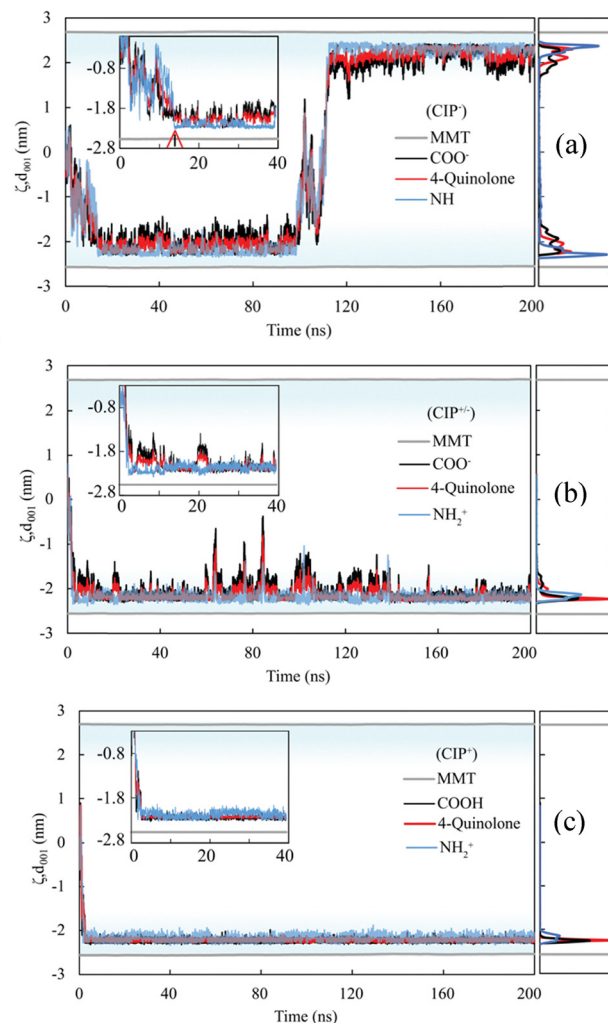 3
2
1
0
-1
-2
-3
ζ,d001 (nm)
-0.8
-1.8
-2.8
0 20 40
(CIP-)
MMT
COO-
4-Quinolone
NH
(a)
0 40 80 120 160 200
Time (ns)
3
2
1
0
-1
-2
-3
ζ,d001 (nm)
-0.8
-1.8
-2.8
0 20 40
(CIP+/-)
MMT
COO-
4-Quinolone
NH2+
(b)
0 40 80 120 160 200
Time (ns)
3
2
1
0
-1
-2
-3
ζ,d001 (nm)
-0.8
-1.8
-2.8
0 20 40
(CIP+)
MMT
COOH
4-Quinolone
NH2+
(c)
0 40 80 120 160 200
Time (ns)